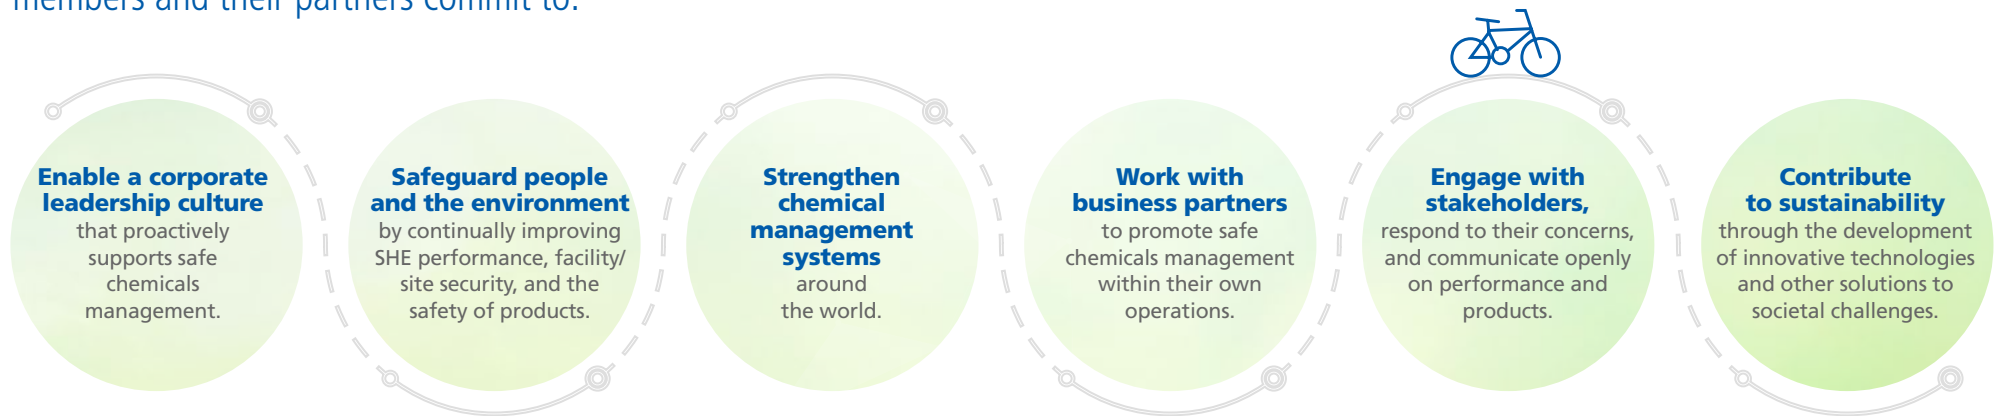 members and their partners commit to:
Enable a corporate
leadership culture
that proactively
supports safe
chemicals
management.
Safeguard people
and the environment
by continually improving
SHE performance, facility/
site security, and the
safety of products.
Strengthen
chemical
management
systems
around
the world.
Work with
business partners
to promote safe
chemicals management
within their own
operations.
Engage with
stakeholders,
respond to their concerns,
and communicate openly
on performance and
products.
Contribute
to sustainability
through the development
of innovative technologies
and other solutions to
societal challenges.